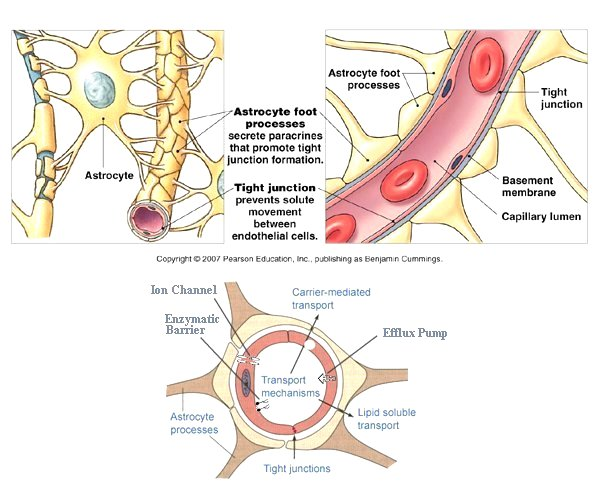 Astrocyte
Astrocyte foot
processes
secrete paracrines
that promote tight
junction formation.
Tight junction
prevents solute
movement
between
endothelial cells.
Astrocyte foot
processes
Tight
junction
Basement
membrane
Capillary lumen
Copyright © 2007 Pearson Education, Inc., publishing as Benjamin Cummings.
Ion Channel
Enzymatic
Barrier
Carrier-mediated
transport
Efflux Pump
Transport
mechanisms
Lipid soluble
transport
Astrocyte
processes
Tight junctions